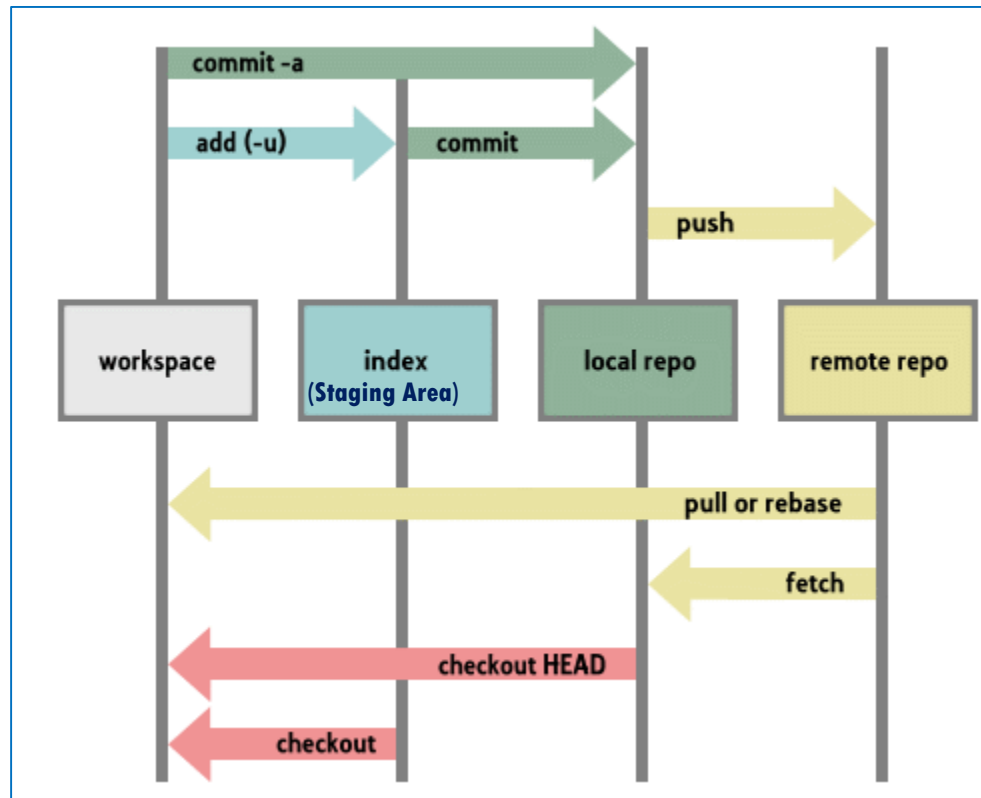 commit -a
add (-u)
commit
push
workspace
index
(Staging Area)
local repo
remote repo
pull or rebase
fetch
checkout HEAD
checkout